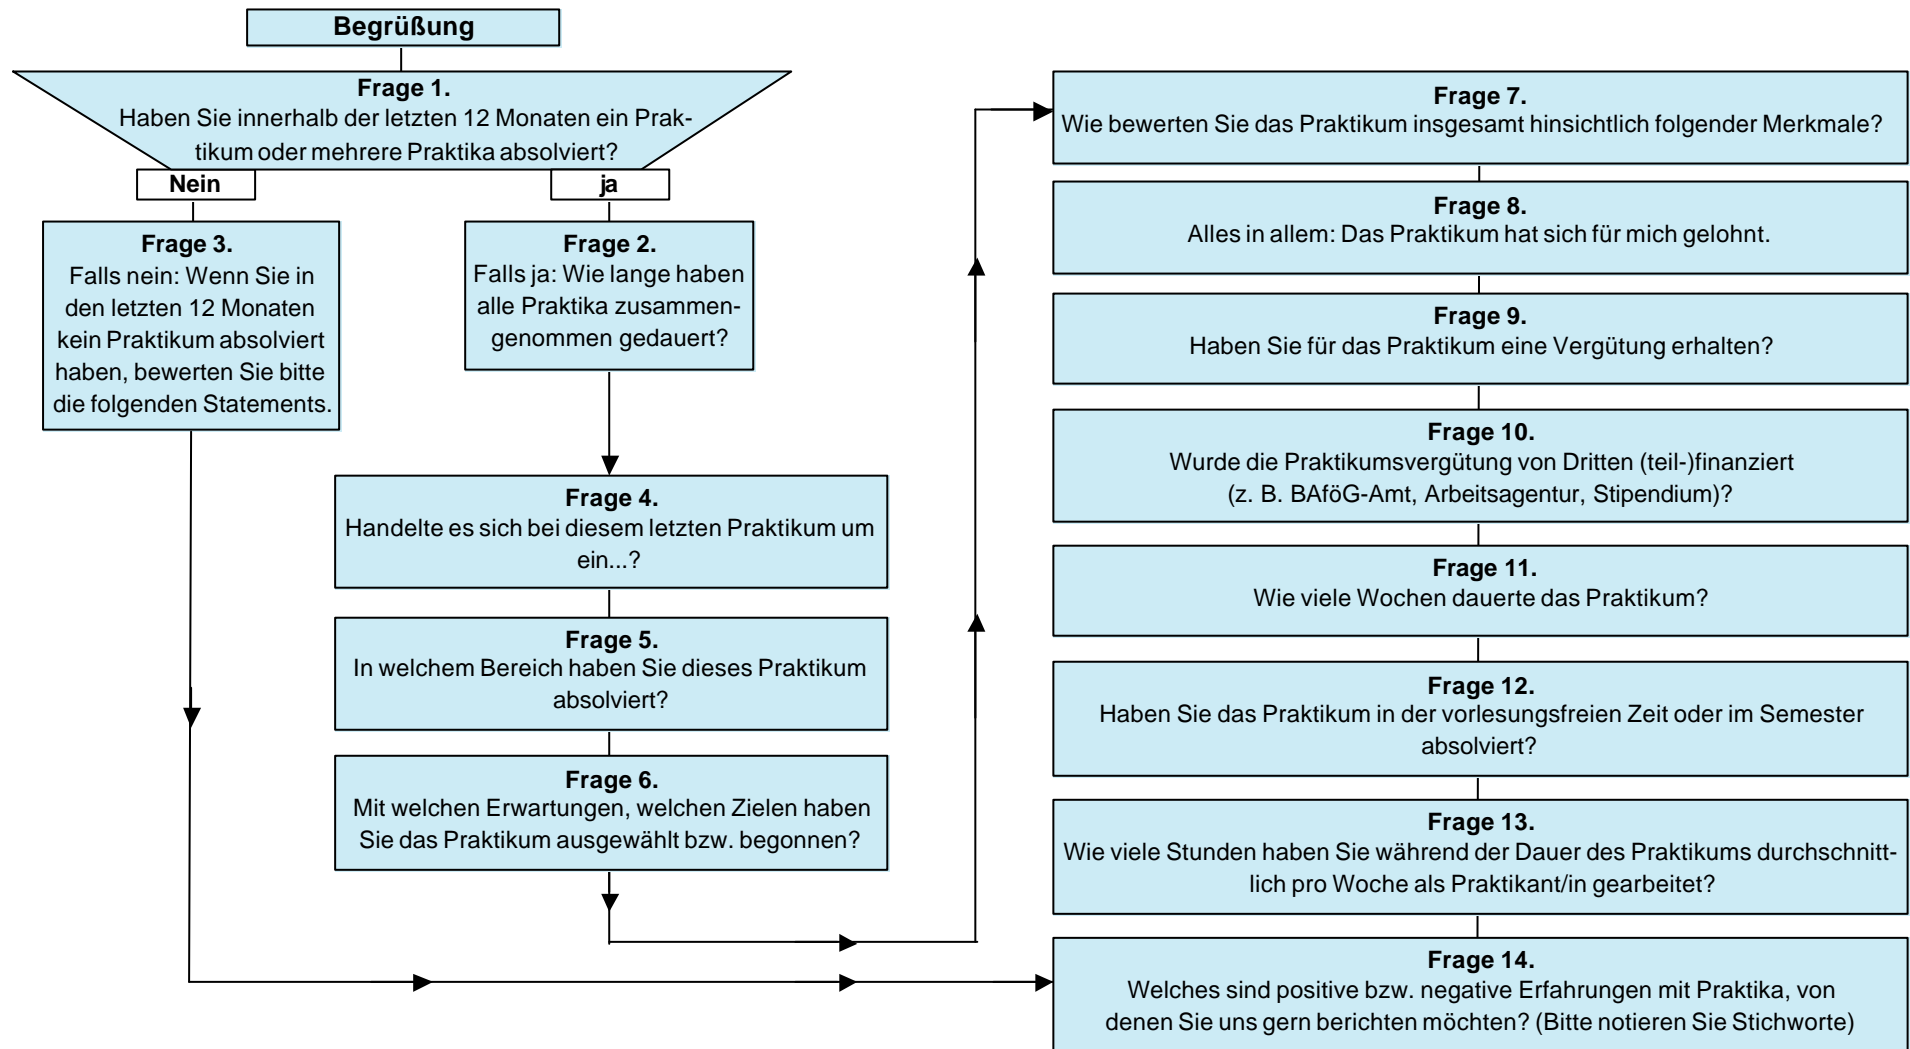 Begrüßung
Frage 1.
Haben Sie innerhalb der letzten 12 Monaten ein Prak-
tikum oder mehrere Praktika absolviert?
Nein
ja
Frage 3.
Falls nein: Wenn Sie in
den letzten 12 Monaten
kein Praktikum absolviert
haben, bewerten Sie bitte
die folgenden Statements.
Frage 2.
Falls ja: Wie lange haben
alle Praktika zusammen-
genommen gedauert?
Frage 4.
Handelte es sich bei diesem letzten Praktikum um
ein...?
Frage 5.
In welchem Bereich haben Sie dieses Praktikum
absolviert?
Frage 6.
Mit welchen Erwartungen, welchen Zielen haben
Sie das Praktikum ausgewählt bzw. begonnen?
Frage 7.
Wie bewerten Sie das Praktikum insgesamt hinsichtlich folgender Merkmale?
Frage 8.
Alles in allem: Das Praktikum hat sich für mich gelohnt.
Frage 9.
Haben Sie für das Praktikum eine Vergütung erhalten?
Frage 10.
Wurde die Praktikumsvergütung von Dritten (teil-)finanziert
(z. B. BAföG-Amt, Arbeitsagentur, Stipendium)?
Frage 11.
Wie viele Wochen dauerte das Praktikum?
Frage 12.
Haben Sie das Praktikum in der vorlesungsfreien Zeit oder im Semester
absolviert?
Frage 13.
Wie viele Stunden haben Sie während der Dauer des Praktikums durchschnitt-
lich pro Woche als Praktikant/in gearbeitet?
Frage 14.
Welches sind positive bzw. negative Erfahrungen mit Praktika, von
denen Sie uns gern berichten möchten? (Bitte notieren Sie Stichworte)